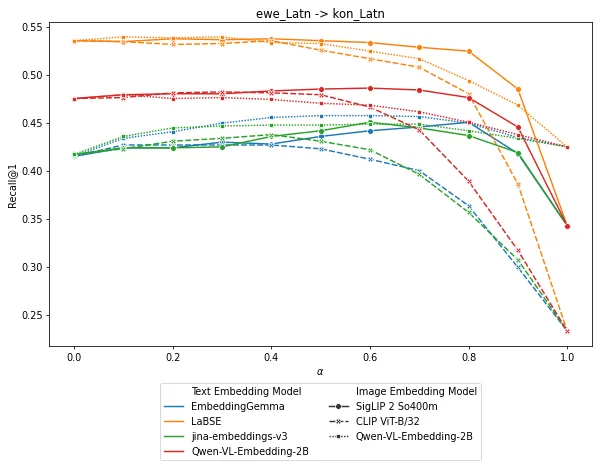 ewe_Latn -> kon_Latn
0.55
0.50
0.45
0.40
0.35
0.30
0.25
Recall@1
0.0 0.2 0.4 0.6 0.8 1.0
α
Text Embedding Model
EmbeddingGemma
LaBSE
jina-embeddings-v3
Qwen-VL-Embedding-2B
Image Embedding Model
SigLIP 2 So400m
CLIP ViT-B/32
Qwen-VL-Embedding-2B